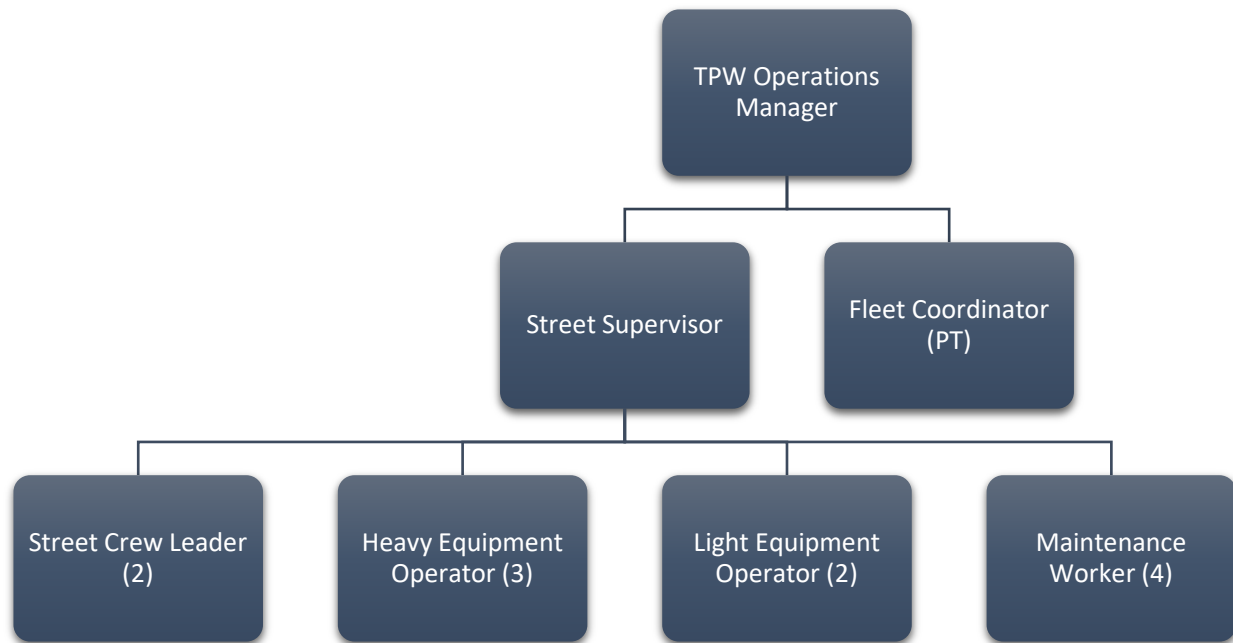 TPW Operations
Manager
Street Supervisor
Fleet Coordinator
(PT)
Street Crew Leader
(2)
Heavy Equipment
Operator (3)
Light Equipment
Operator (2)
Maintenance
Worker (4)